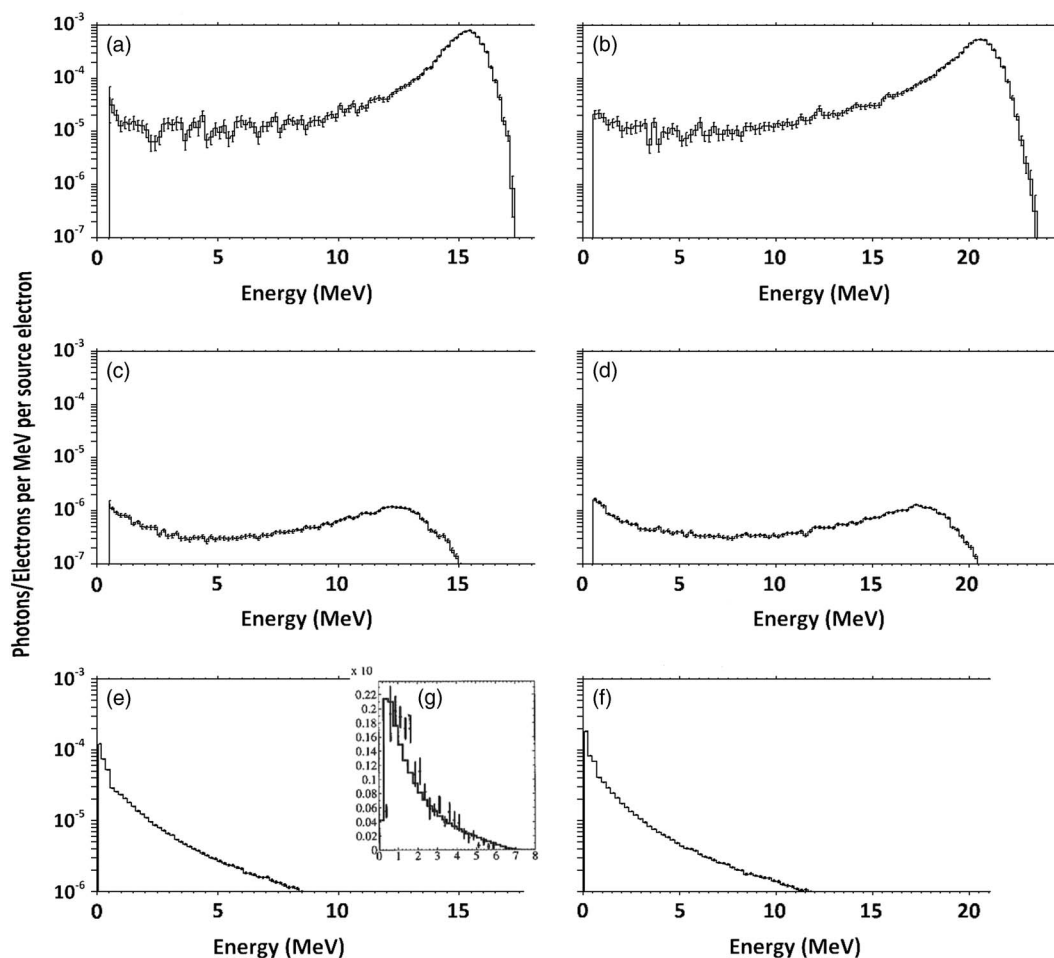 Photons/Electrons per MeV per source electron
(a)
10⁻³
10⁻⁴
10⁻⁵
10⁻⁶
10⁻⁷
0 5 10 15
Energy (MeV)
(b)
0 5 10 15 20
Energy (MeV)
(c)
10⁻³
10⁻⁴
10⁻⁵
10⁻⁶
10⁻⁷
0 5 10 15
Energy (MeV)
(d)
0 5 10 15 20
Energy (MeV)
(e)
10⁻³
10⁻⁴
10⁻⁵
10⁻⁶
0 5 10 15
Energy (MeV)
x 10
(g)
0.22
0.2
0.18
0.16
0.14
0.12
0.10
0.08
0.06
0.04
0.02
0
0 1 2 3 4 5 6 7 8
(f)
0 5 10 15 20
Energy (MeV)